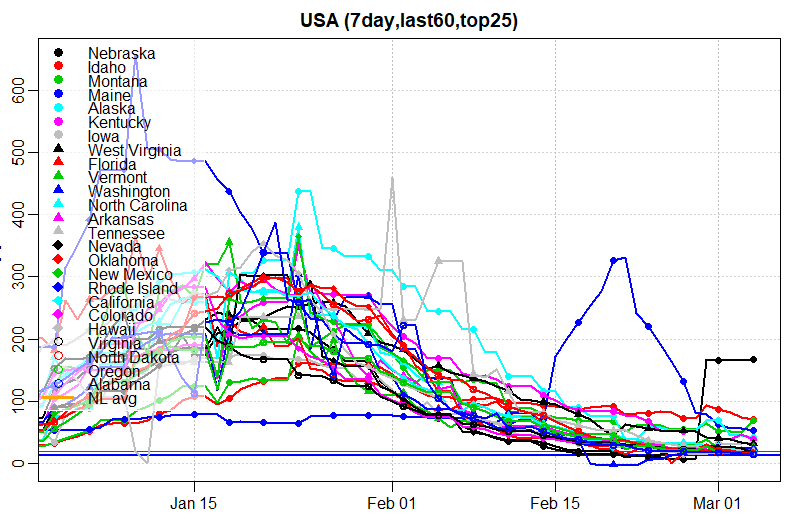 USA (7day,last60,top25)
600
500
400
300
200
100
0
Nebraska
Idaho
Montana
Maine
Alaska
Kentucky
Iowa
West Virginia
Florida
Vermont
Washington
North Carolina
Arkansas
Tennessee
Nevada
Oklahoma
New Mexico
Rhode Island
California
Colorado
Hawaii
Virginia
North Dakota
Oregon
Alabama
NL avg
Jan 15
Feb 01
Feb 15
Mar 01